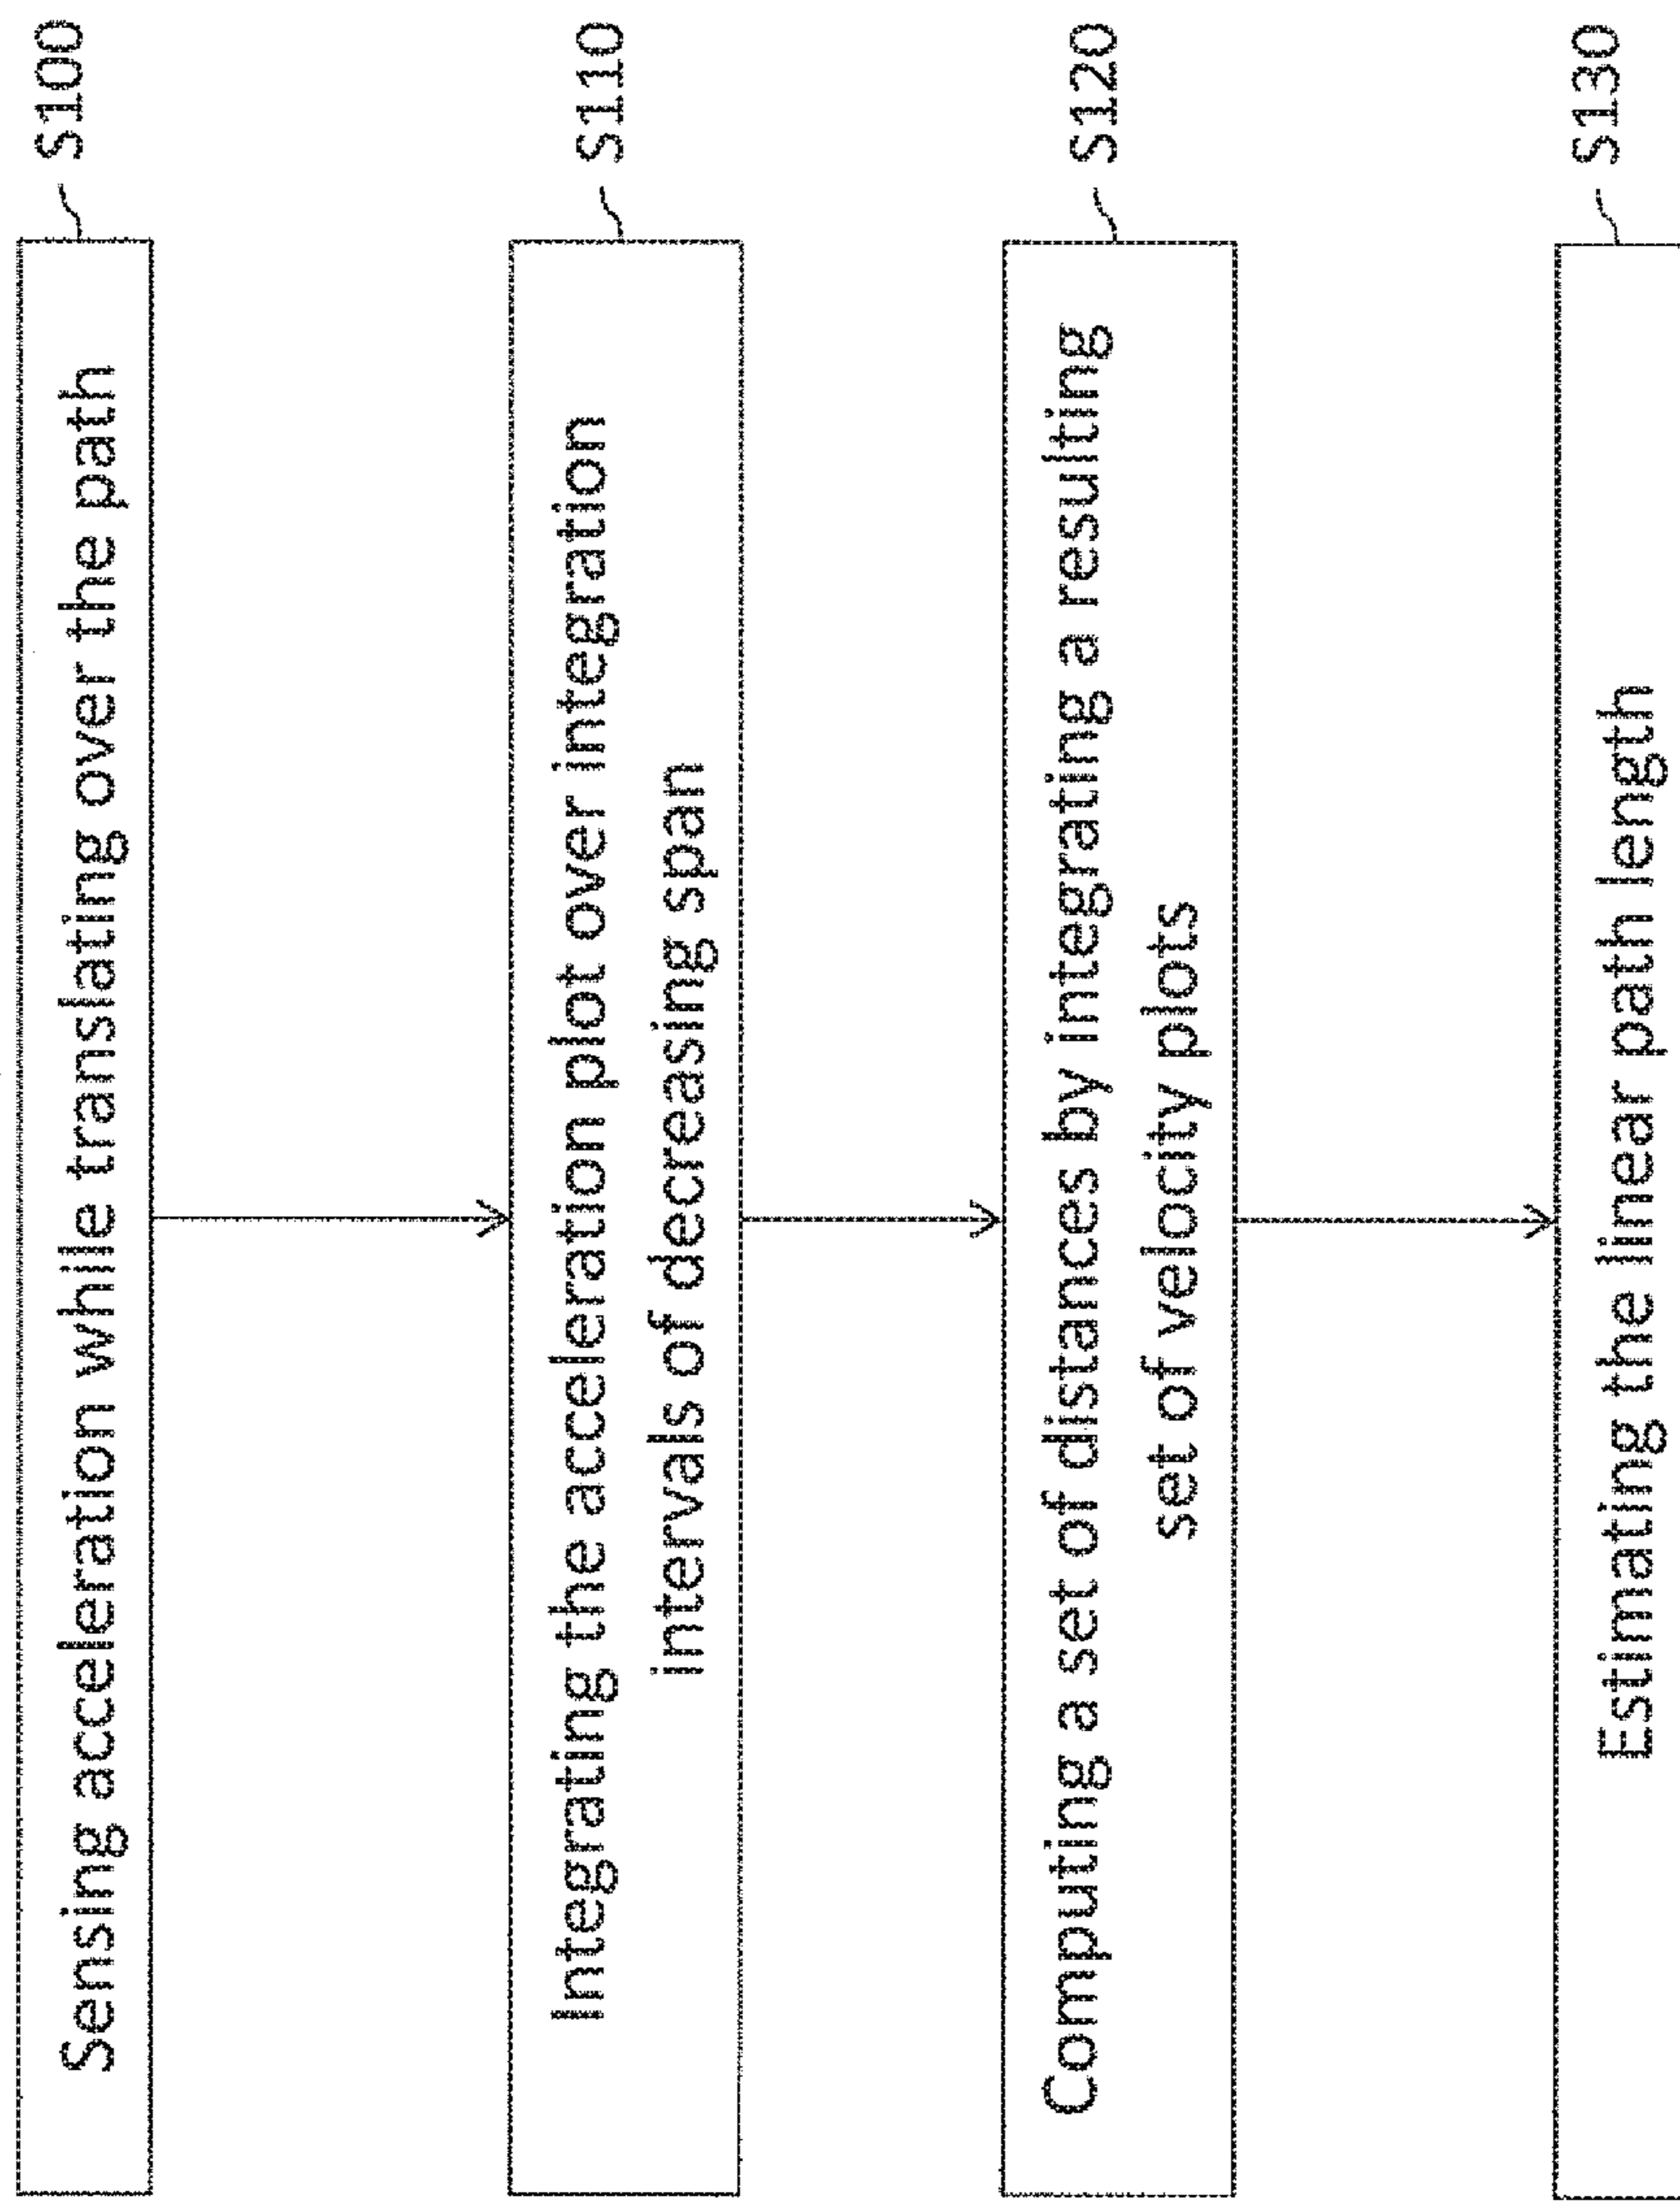 Sensing acceleration while translating over the path
S100
Integrating the acceleration plot over integration
intervals of decreasing span
S110
Computing a set of distances by integrating a resulting
set of velocity plots
S120
Estimating the linear path length
S130